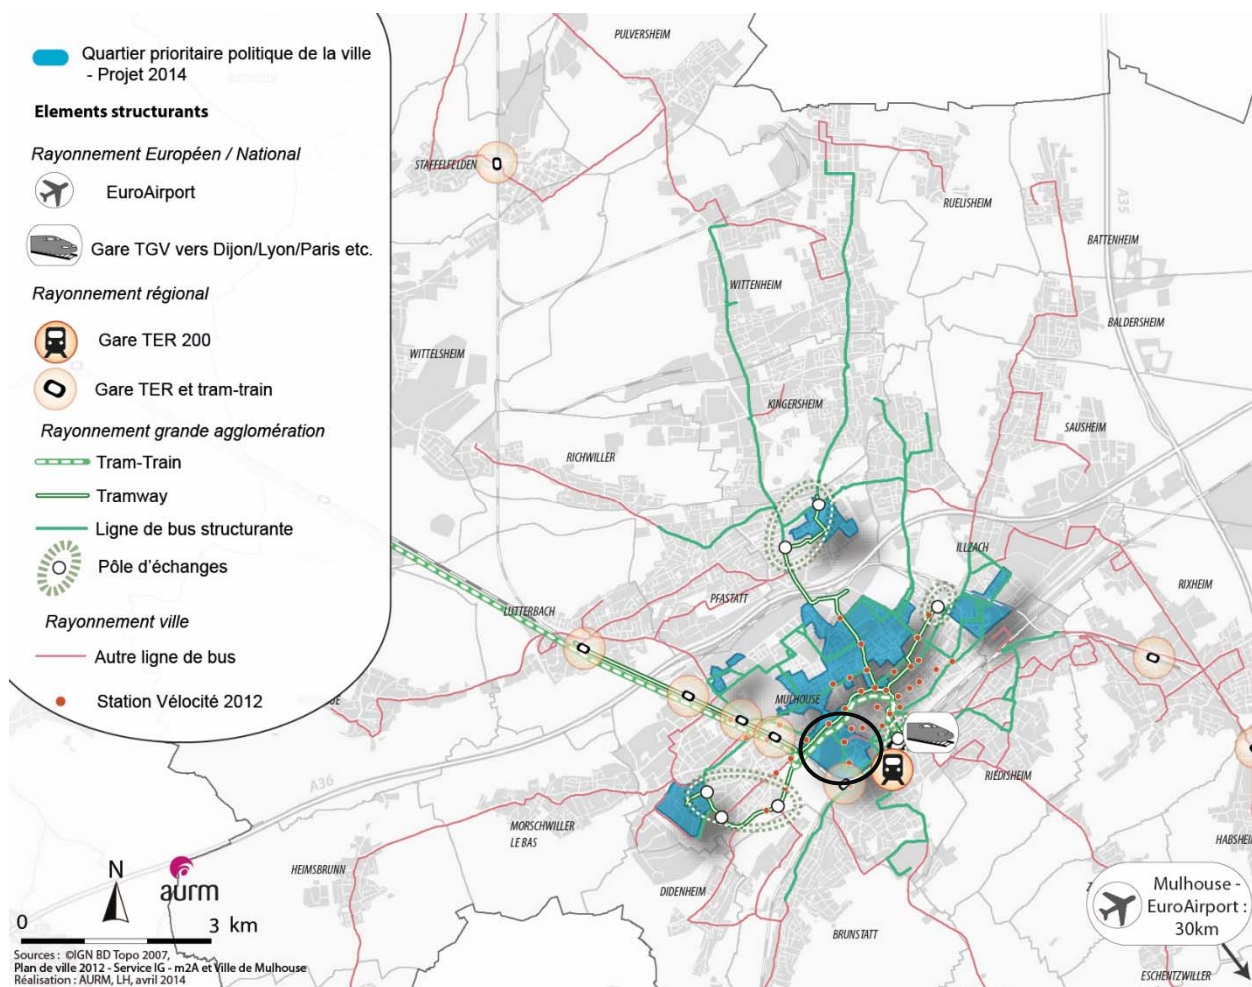 Quartier prioritaire politique de la ville
- Projet 2014
Elements structurants
Rayonnement Européen / National
EuroAirport
Gare TGV vers Dijon/Lyon/Paris etc.
Rayonnement régional
Gare TER 200
Gare TER et tram-train
Rayonnement grande agglomération
Tram-Train
Tramway
Ligne de bus structurante
Pôle d'échanges
Rayonnement ville
Autre ligne de bus
Station Vélocité 2012
PULVERSHEIM
STAFFELFELDEN
RUELISHEIM
A35
BATTENHEIM
WITTENHEIM
BALDERSHEIM
WITTELSHEIM
KINGERSHEIM
SAUSHEIM
RICHWILLER
ILLZACH
RIXHEIM
PFASTATT
LUTTERBACH
MULHOUSE
RIEDISHEIM
A36
MORSCHWILLER
LE BAS
HABSHEI
HEIMSBRUNN
DIDENHEIM
BRUNSTATT
ESCHENTZWILLER
Mulhouse -
EuroAirport :
30km
N
aurm
0 3 km
Sources : ©IGN BD Topo 2007,
Plan de ville 2012 - Service IG - m2A et Ville de Mulhouse
Réalisation : AURM, LH, avril 2014